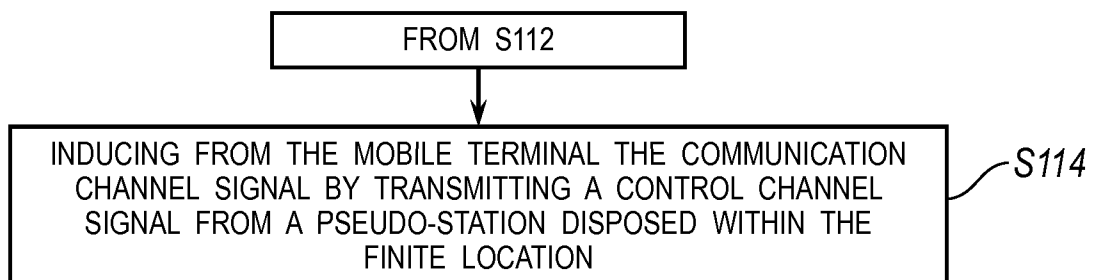 FROM S112
INDUCING FROM THE MOBILE TERMINAL THE COMMUNICATION
CHANNEL SIGNAL BY TRANSMITTING A CONTROL CHANNEL
SIGNAL FROM A PSEUDO-STATION DISPOSED WITHIN THE
FINITE LOCATION
S114